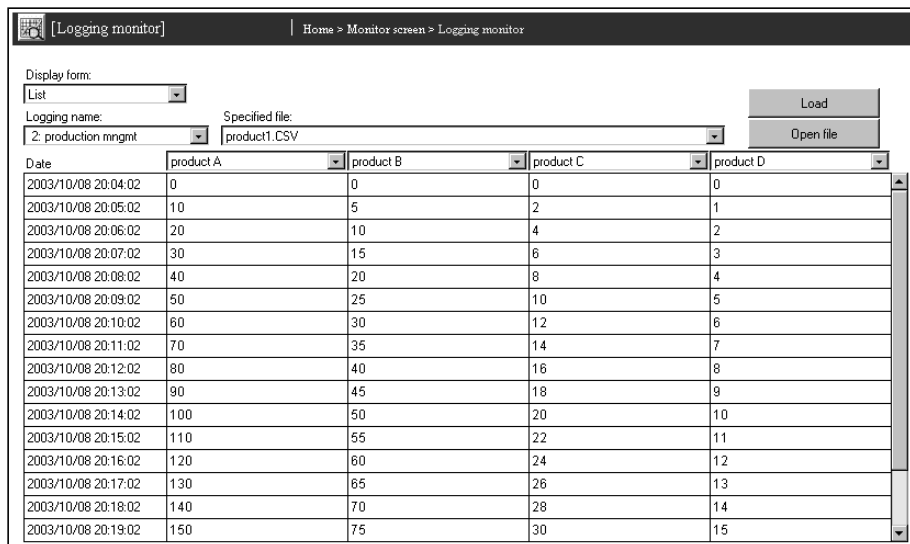 [Logging monitor] Home > Monitor screen > Logging monitor
Display form:
List
Load
Logging name: Specified file:
2: production mngmt product1.CSV Open file
Date product A product B product C product D
2003/10/08 20:04:02 0 0 0 0
2003/10/08 20:05:02 10 5 2 1
2003/10/08 20:06:02 20 10 4 2
2003/10/08 20:07:02 30 15 6 3
2003/10/08 20:08:02 40 20 8 4
2003/10/08 20:09:02 50 25 10 5
2003/10/08 20:10:02 60 30 12 6
2003/10/08 20:11:02 70 35 14 7
2003/10/08 20:12:02 80 40 16 8
2003/10/08 20:13:02 90 45 18 9
2003/10/08 20:14:02 100 50 20 10
2003/10/08 20:15:02 110 55 22 11
2003/10/08 20:16:02 120 60 24 12
2003/10/08 20:17:02 130 65 26 13
2003/10/08 20:18:02 140 70 28 14
2003/10/08 20:19:02 150 75 30 15